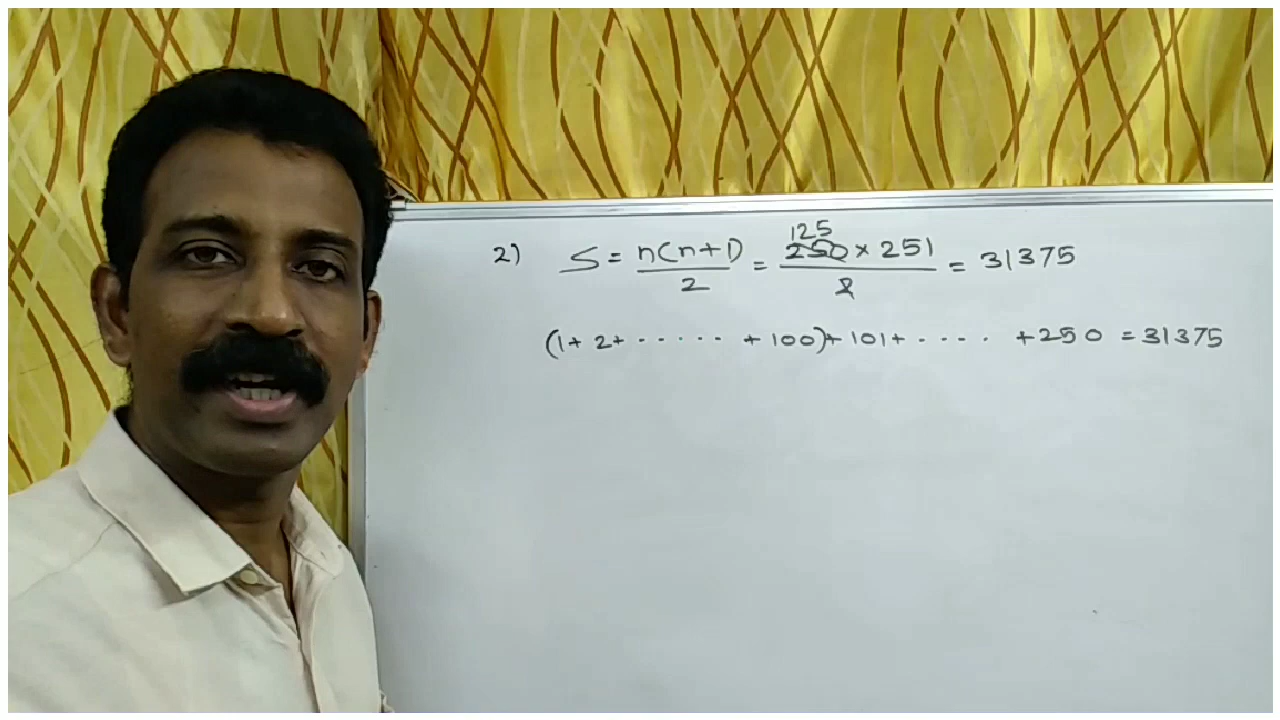 2) S = n(n+1)/2 = 125 250 × 251/2 = 31375
(1+ 2+ ...... + 100)+ 101+ .... + 250 = 31375